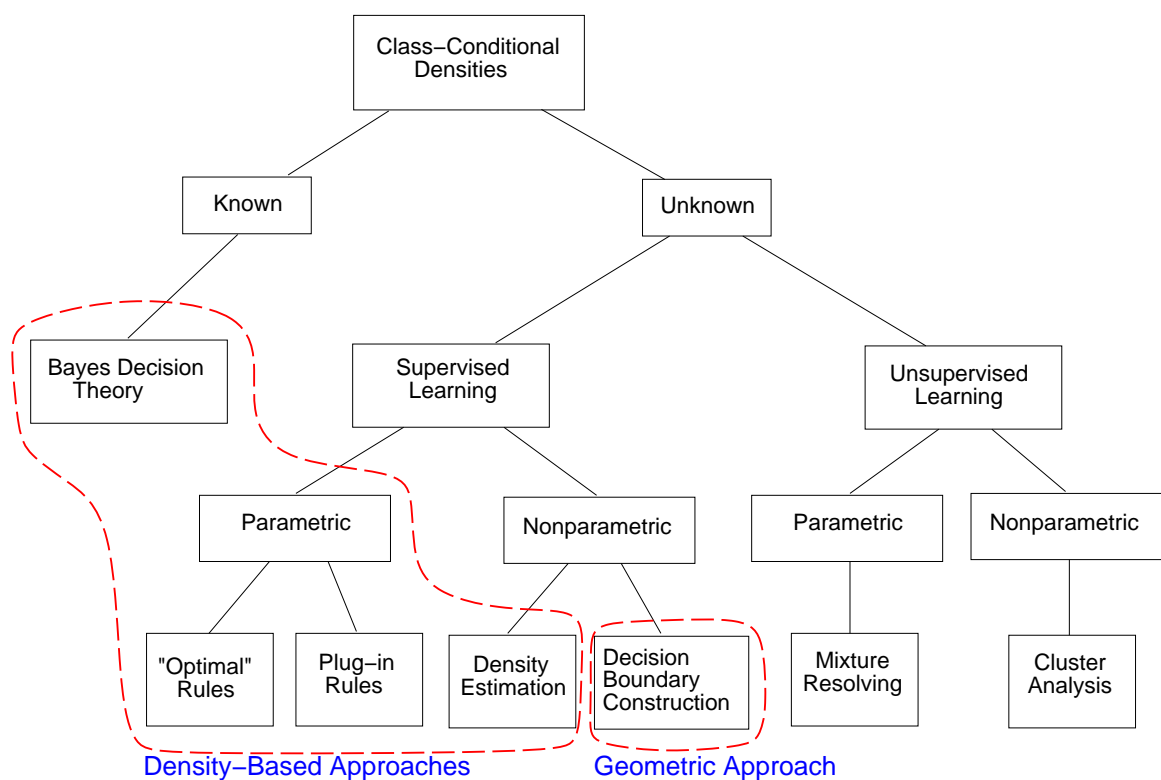 Class−Conditional
Densities
Known
Unknown
Bayes Decision
Theory
Supervised
Learning
Unsupervised
Learning
Parametric
Nonparametric
Parametric
Nonparametric
"Optimal"
Rules
Plug−in
Rules
Density
Estimation
Decision
Boundary
Construction
Mixture
Resolving
Cluster
Analysis
Density−Based Approaches
Geometric Approach